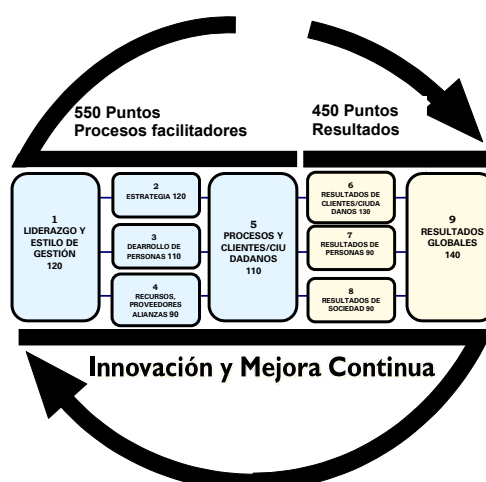 550 Puntos
Procesos facilitadores
450 Puntos
Resultados
1
LIDERAZGO Y
ESTILO DE
GESTIÓN
120
2
ESTRATEGIA 120
3
DEARROLLO DE
PERSONAS 110
4
RECURSOS,
PROVEEDORES
ALIANZAS 90
5
PROCESOS Y
CLIENTES/CIU
DADANOS
110
6
RESULTADOS DE
CLIENTES/CIUDA
DANOS 130
7
RESULTADOS DE
PERSONAS 90
8
RESULTADOS DE
SOCIEDAD 90
9
RESULTADOS
GLOBALES
140
Innovación y Mejora Continua